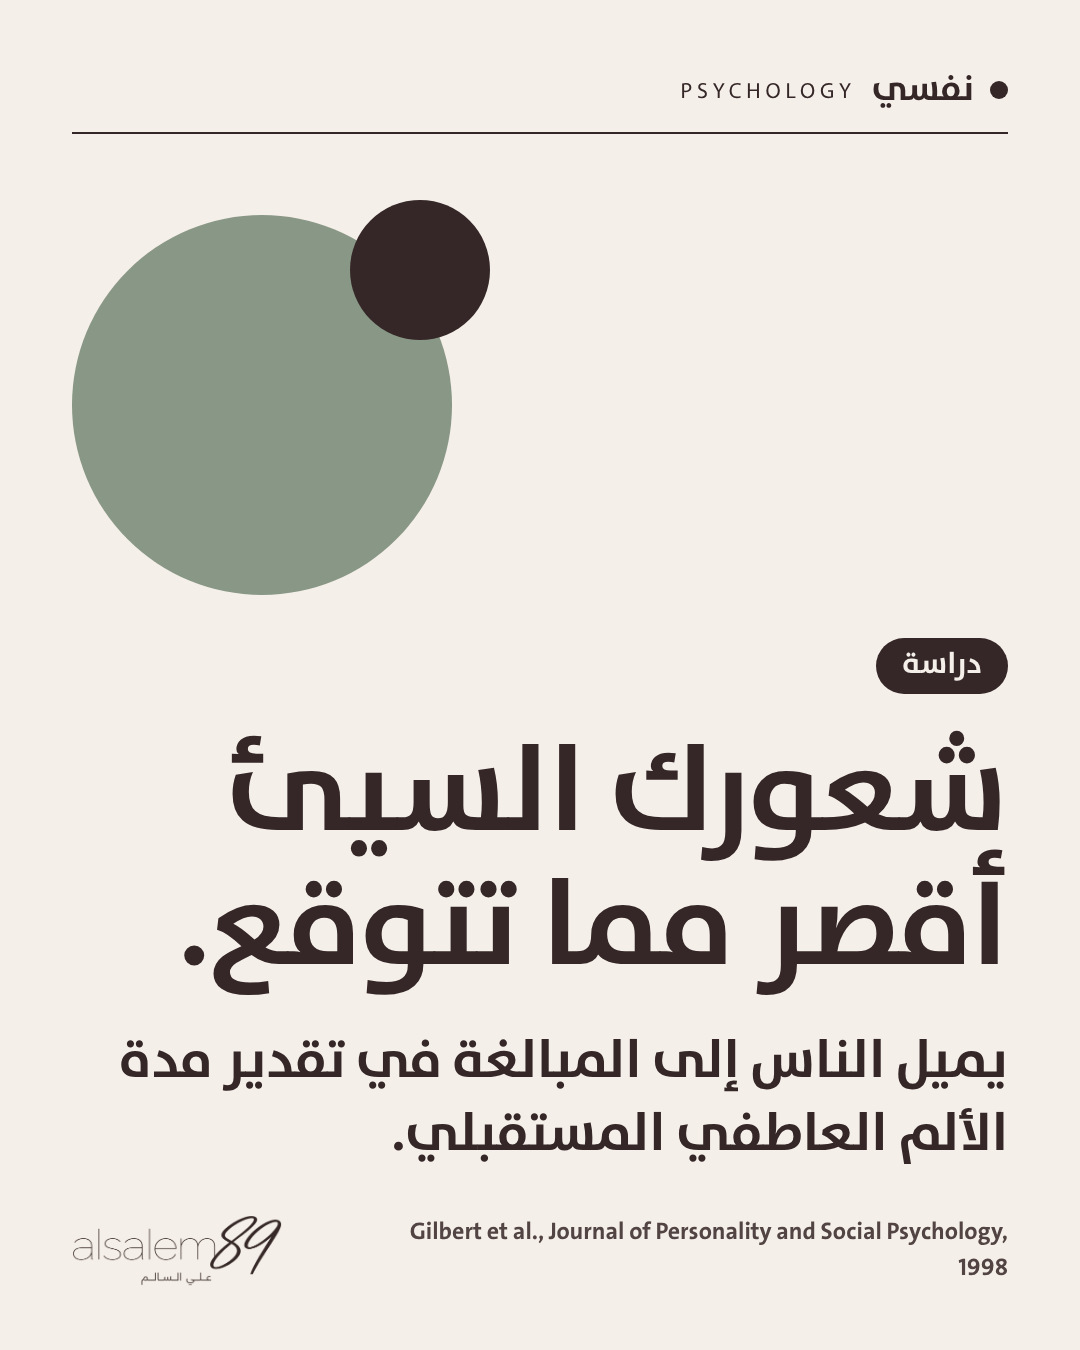 نفسي PSYCHOLOGY
دراسة
شعورك السيئ
أقصر مما تتوقع.
يميل الناس إلى المبالغة في تقدير مدة
الألم العاطفي المستقبلي.
Gilbert et al., Journal of Personality and Social Psychology,
1998
alsalem89
علي السالم